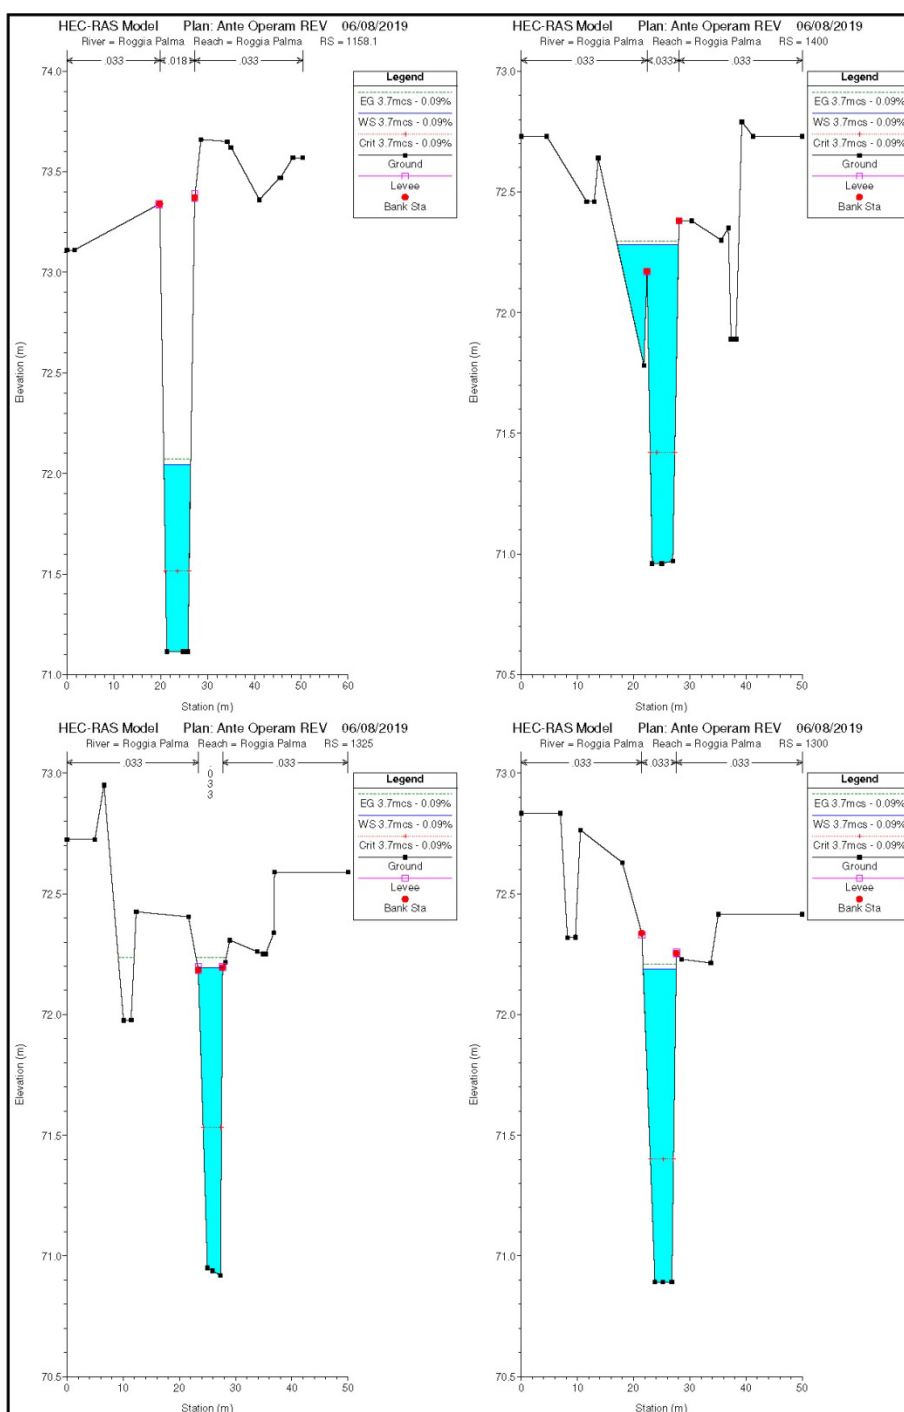 HEC-RAS Model Plan: Ante Operam REV 06/08/2019
River = Roggia Palma Reach = Roggia Palma RS = 1158.1
.033 .018 .033
Legend
EG 3.7mcs - 0.09%
WS 3.7mcs - 0.09%
Crit 3.7mcs - 0.09%
Ground
Levee
Bank Sta
74.0
73.5
73.0
72.5
72.0
71.5
71.0
Elevation (m)
0 10 20 30 40 50 60
Station (m)
HEC-RAS Model Plan: Ante Operam REV 06/08/2019
River = Roggia Palma Reach = Roggia Palma RS = 1400
.033 .033 .033
Legend
EG 3.7mcs - 0.09%
WS 3.7mcs - 0.09%
Crit 3.7mcs - 0.09%
Ground
Levee
Bank Sta
73.0
72.5
72.0
71.5
71.0
70.5
Elevation (m)
0 10 20 30 40 50
Station (m)
HEC-RAS Model Plan: Ante Operam REV 06/08/2019
River = Roggia Palma Reach = Roggia Palma RS = 1325
.033 .033 .033
Legend
EG 3.7mcs - 0.09%
WS 3.7mcs - 0.09%
Crit 3.7mcs - 0.09%
Ground
Levee
Bank Sta
73.0
72.5
72.0
71.5
71.0
70.5
Elevation (m)
0 10 20 30 40 50
Station (m)
HEC-RAS Model Plan: Ante Operam REV 06/08/2019
River = Roggia Palma Reach = Roggia Palma RS = 1300
.033 .033 .033
Legend
EG 3.7mcs - 0.09%
WS 3.7mcs - 0.09%
Crit 3.7mcs - 0.09%
Ground
Levee
Bank Sta
73.0
72.5
72.0
71.5
71.0
70.5
Elevation (m)
0 10 20 30 40 50
Station (m)